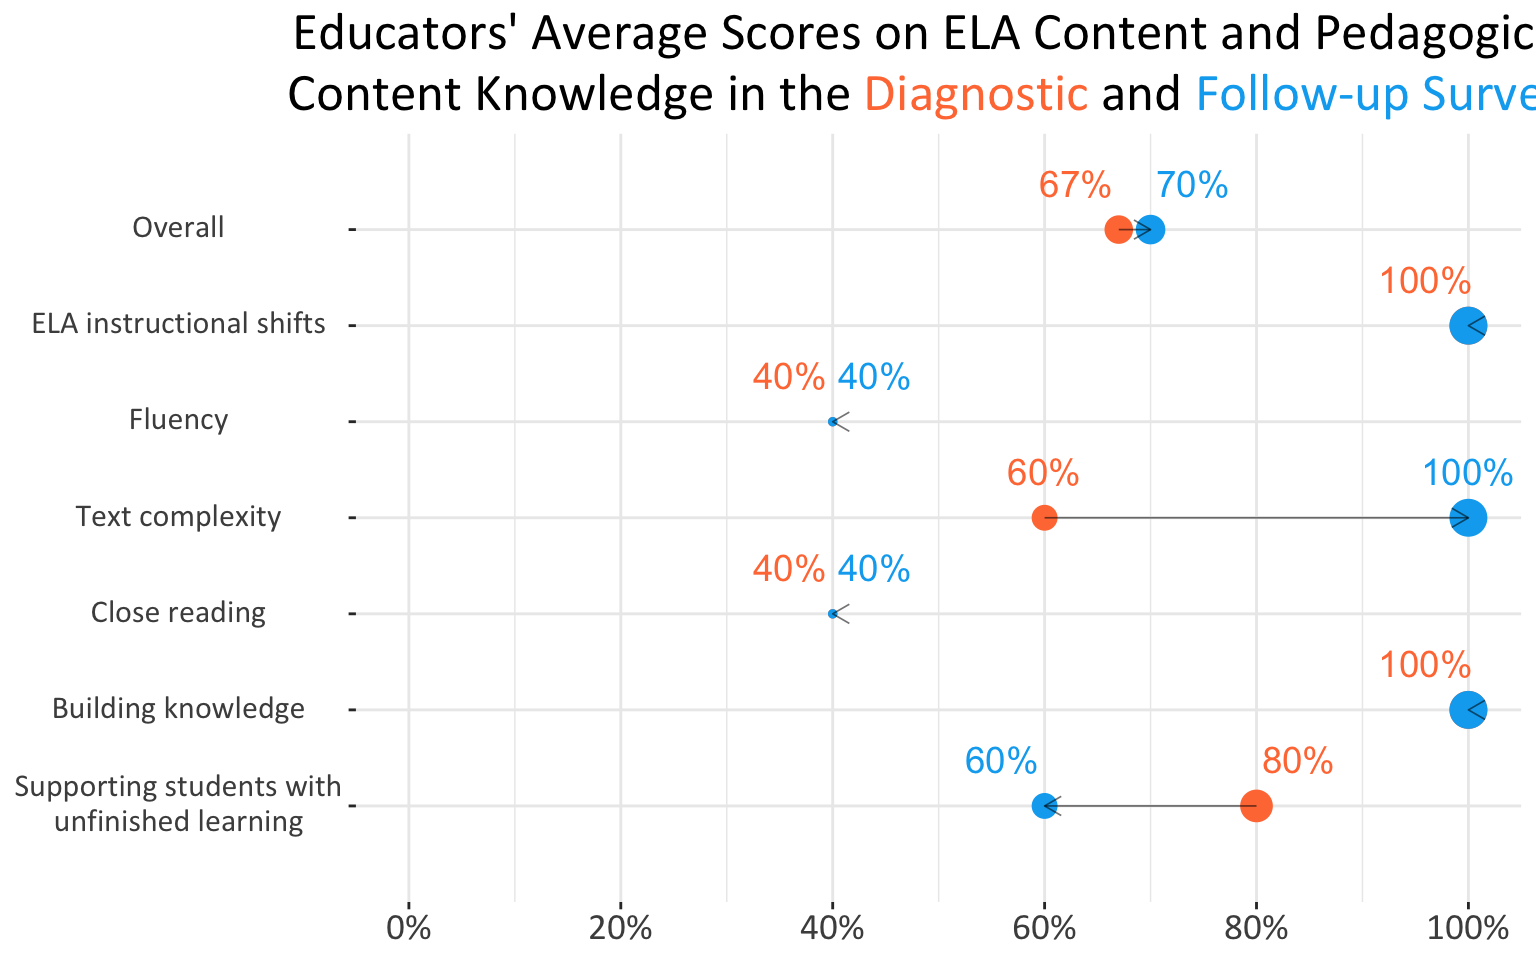 Educators' Average Scores on ELA Content and Pedagogic
Content Knowledge in the Diagnostic and Follow-up Surve
67% 70%
Overall
100%
ELA instructional shifts
40% 40%
Fluency
60% 100%
Text complexity
40% 40%
Close reading
100%
Building knowledge
60% 80%
Supporting students with
unfinished learning
0% 20% 40% 60% 80% 100%